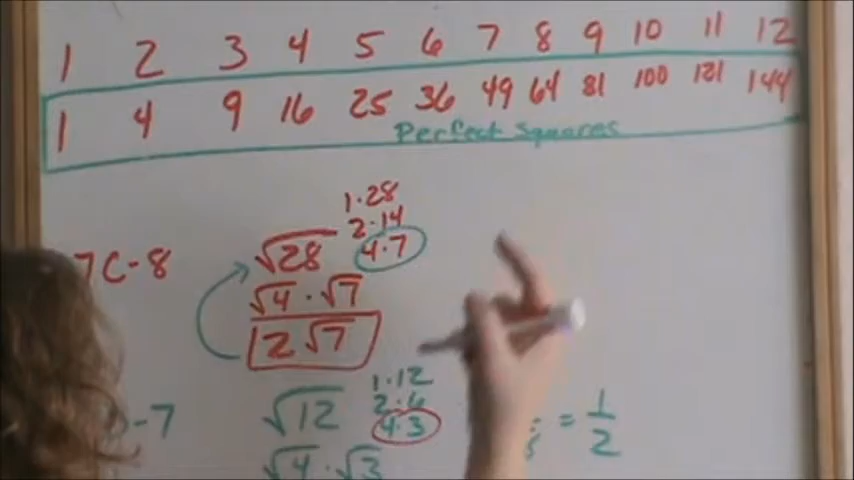 1 2 3 4 5 6 7 8 9 10 11 12
1 4 9 16 25 36 49 64 81 100 121 144
Perfect Squares
1·28
2·14
√28 4·7
7C-8
√4 · √7
2√7
1·12
2·6
√12 4·3
-7
= 1/2
√4 · √3